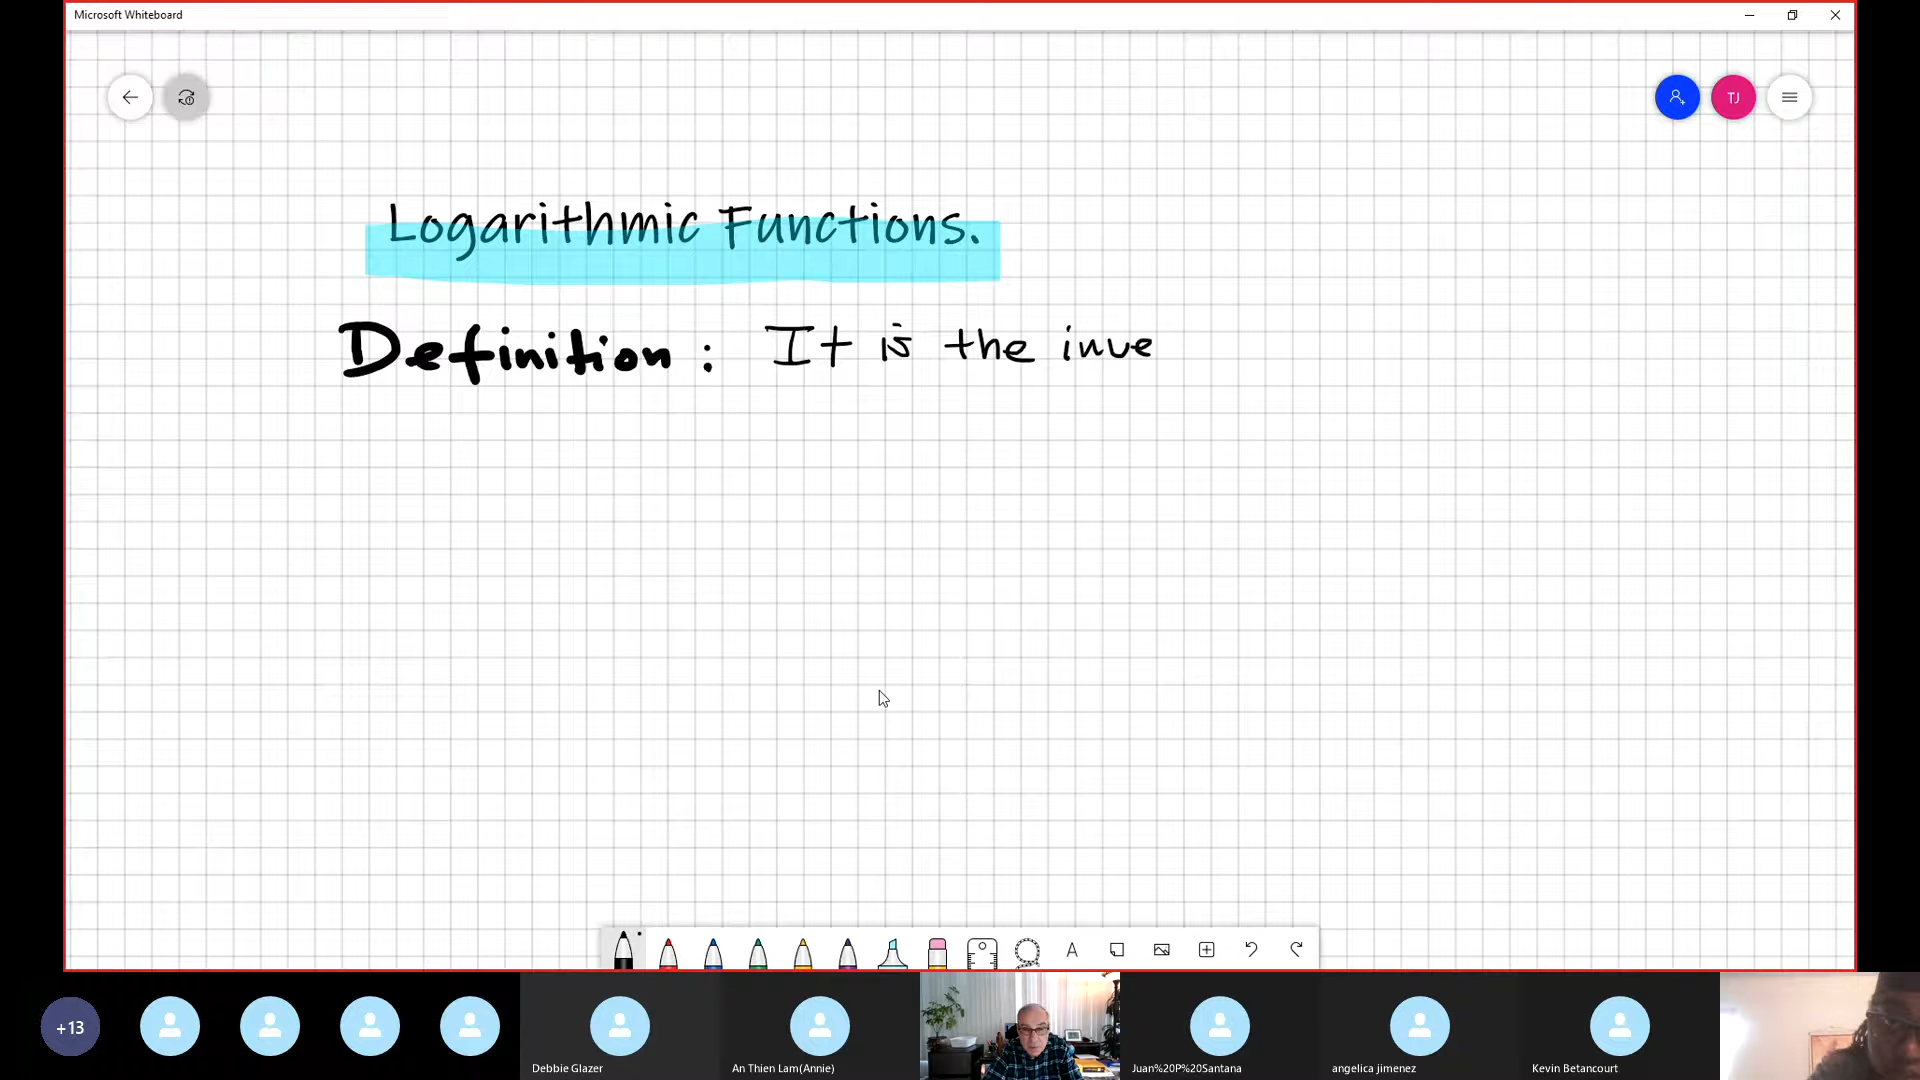 Microsoft Whiteboard
TJ
Logarithmic Functions.
Definition: It is the inve
A
+13
Debbie Glazer
An Thien Lam(Annie)
Juan%20P%20Santana
angelica jimenez
Kevin Betancourt